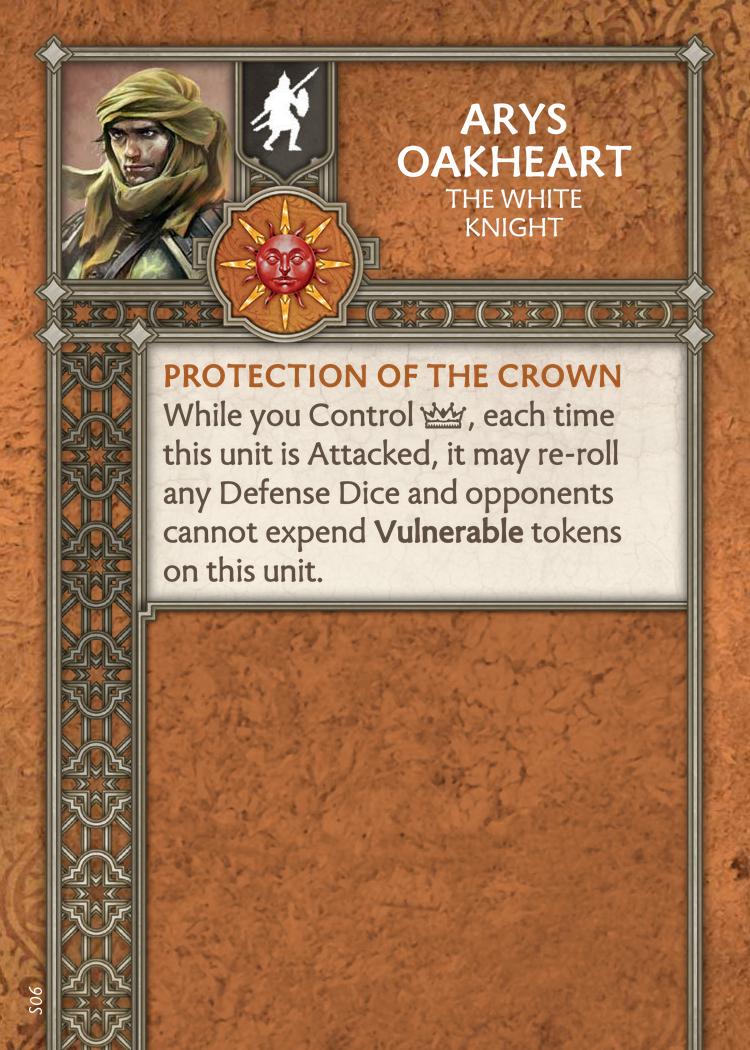 ARYS
OAKHEART
THE WHITE
KNIGHT
PROTECTION OF THE CROWN
While you Control , each time
this unit is Attacked, it may re-roll
any Defense Dice and opponents
cannot expend Vulnerable tokens
on this unit.
S06